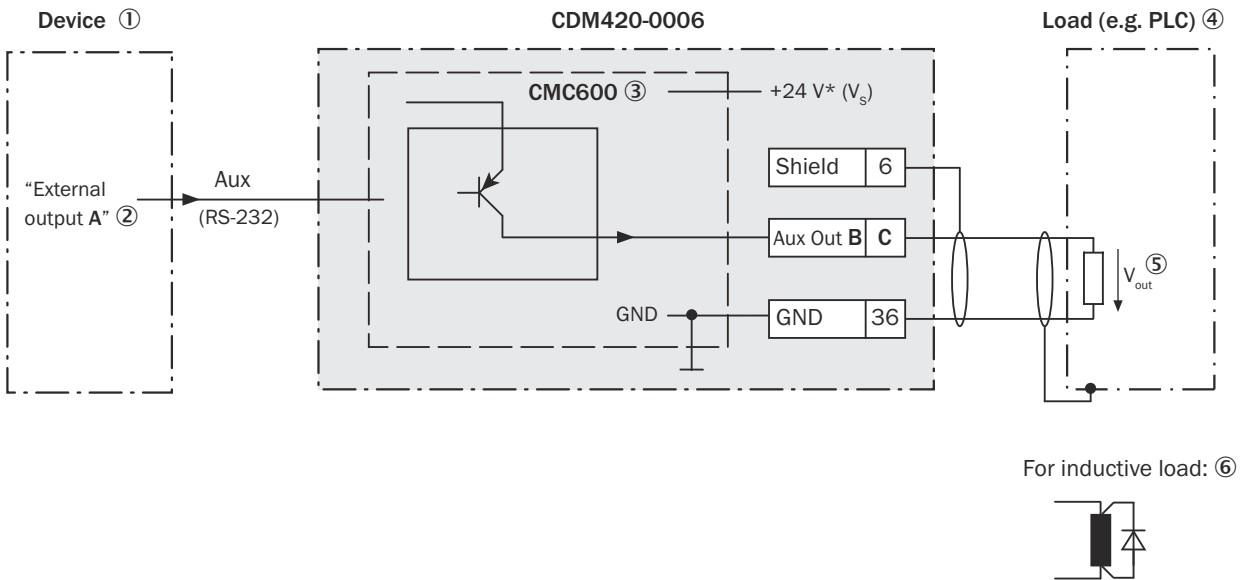 Device ①
CDM420-0006
Load (e.g. PLC) ④
CMC600 ③
+24 V* (Vs)
Shield 6
"External
output A" ②
Aux
(RS-232)
Aux Out B C
Vout ⑤
GND
GND 36
For inductive load: ⑥